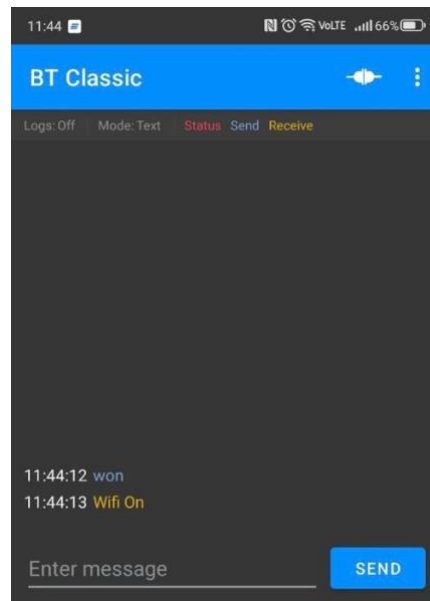 11:44 VoLTE 66%
BT Classic
Logs: Off Mode: Text Status Send Receive
11:44:12 won
11:44:13 Wifi On
Enter message SEND